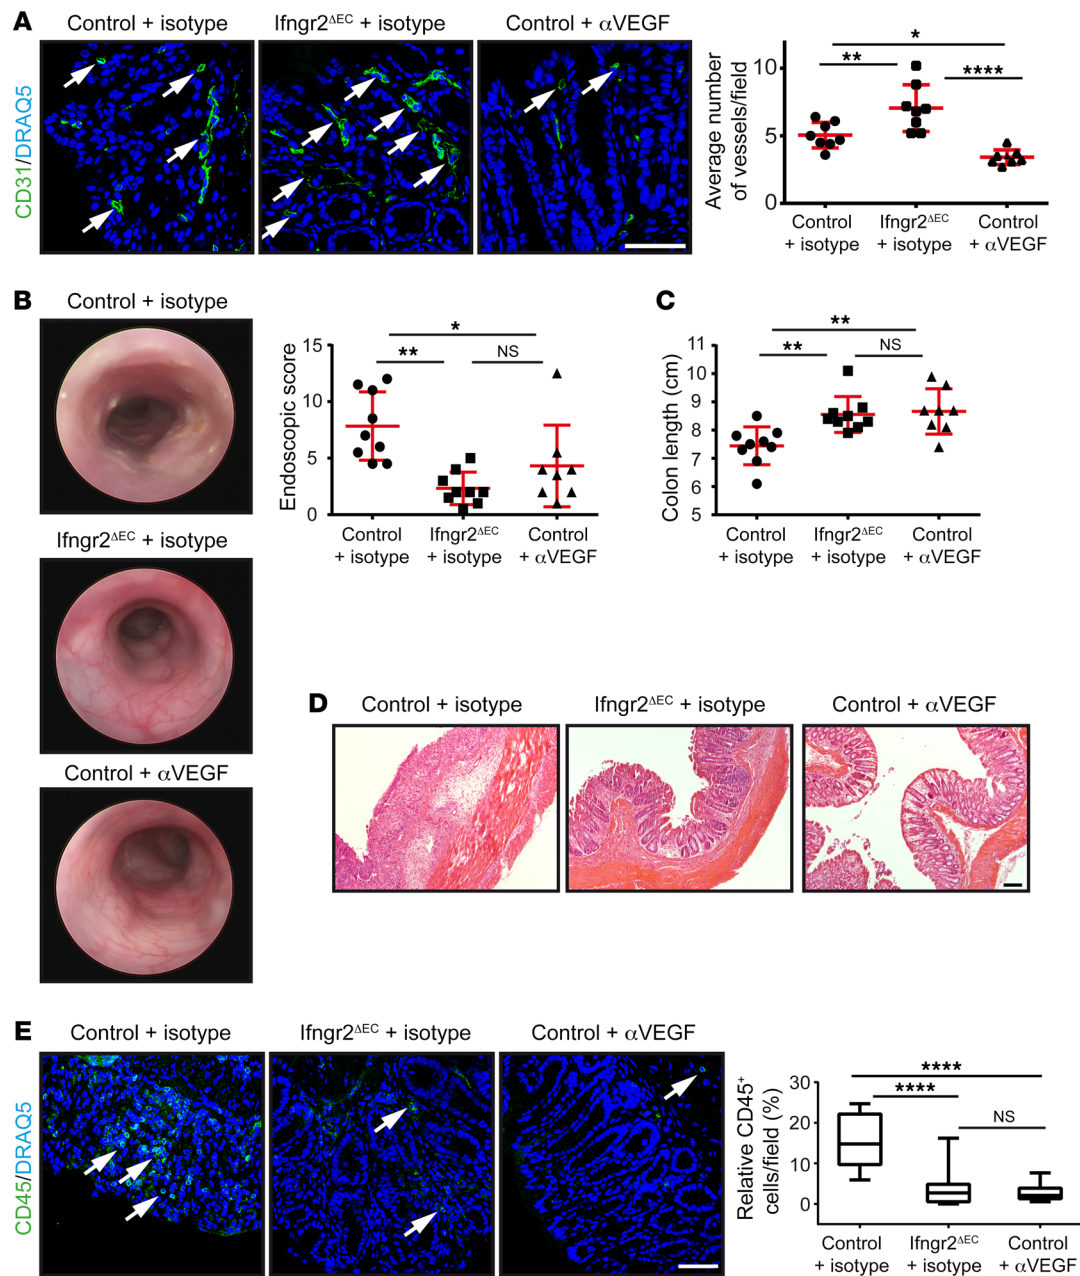 A
Control + isotype
Ifngr2ΔEC + isotype
Control + αVEGF
CD31/DRAQ5
Average number
of vessels/field
10
5
0
*
**
****
Control
+ isotype
Ifngr2ΔEC
+ isotype
Control
+ αVEGF
B
Control + isotype
Ifngr2ΔEC + isotype
Control + αVEGF
Endoscopic score
15
10
5
0
*
**
NS
Control
+ isotype
Ifngr2ΔEC
+ isotype
Control
+ αVEGF
C
Colon length (cm)
11
10
9
8
7
6
5
**
**
NS
Control
+ isotype
Ifngr2ΔEC
+ isotype
Control
+ αVEGF
D
Control + isotype
Ifngr2ΔEC + isotype
Control + αVEGF
E
Control + isotype
Ifngr2ΔEC + isotype
Control + αVEGF
CD45/DRAQ5
Relative CD45+
cells/field (%)
30
20
10
0
****
****
NS
Control
+ isotype
Ifngr2ΔEC
+ isotype
Control
+ αVEGF